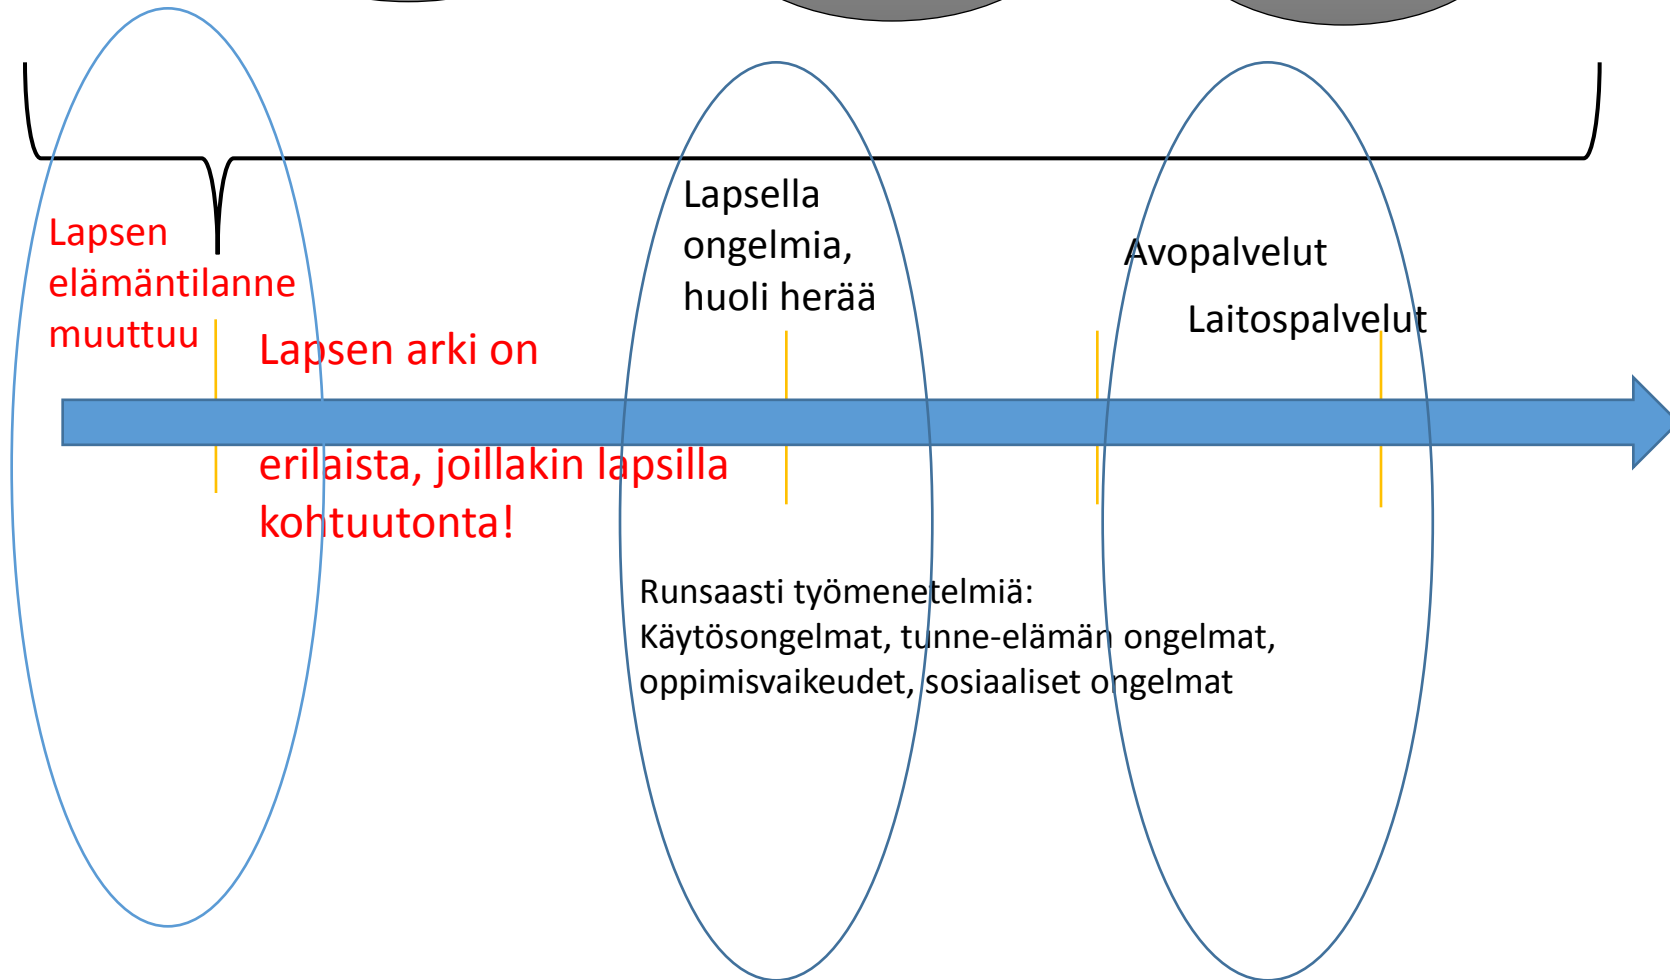 Lapsen
elämäntilanne
muuttuu
Lapsen arki on
erilaista, joillakin lapsilla
kohtuutonta!
Lapsella
ongelmia,
huoli herää
Avopalvelut
Laitospalvelut
Runsaasti työmenetelmiä:
Käytösongelmat, tunne-elämän ongelmat,
oppimisvaikeudet, sosiaaliset ongelmat